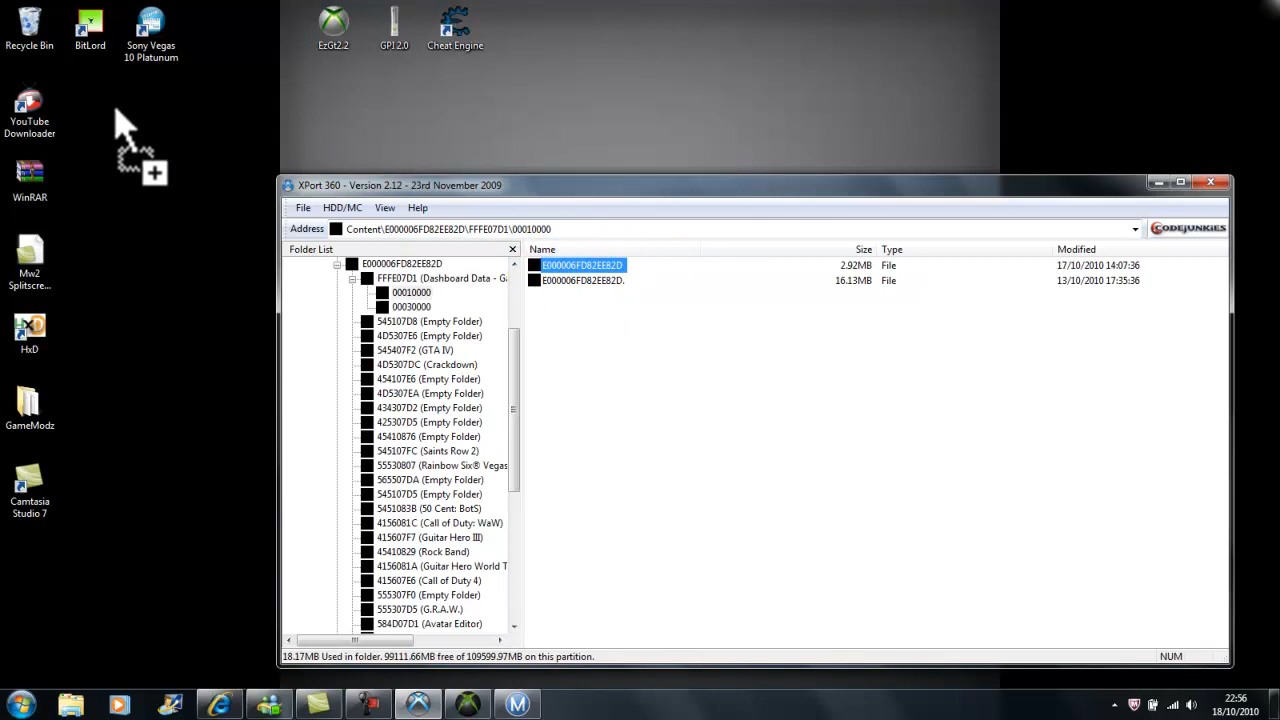 Recycle Bin
BitLord
Sony Vegas
10 Platunum
EzGt2.2
GPI 2.0
Cheat Engine
YouTube
Downloader
WinRAR
Mw2
Splitscre...
HxD
GameModz
Camtasia
Studio 7
XPort 360 - Version 2.12 - 23rd November 2009
File HDD/MC View Help
Address Content\E000006FD82EE82D\FFFE07D1\00010000
CODEJUNKIES
Folder List
Name Size Type Modified
E000006FD82EE82D
FFFE07D1 (Dashboard Data - Ga
00010000
00030000
545107D8 (Empty Folder)
4D5307E6 (Empty Folder)
545407F2 (GTA IV)
4D5307DC (Crackdown)
454107E6 (Empty Folder)
4D5307EA (Empty Folder)
434307D2 (Empty Folder)
425307D5 (Empty Folder)
45410876 (Empty Folder)
545107FC (Saints Row 2)
55530807 (Rainbow Six® Vegas
565507DA (Empty Folder)
545107D5 (Empty Folder)
5451083B (50 Cent: BotS)
4156081C (Call of Duty: WaW)
415607F7 (Guitar Hero III)
45410829 (Rock Band)
4156081A (Guitar Hero World T
415607E6 (Call of Duty 4)
555307F0 (Empty Folder)
555307D5 (G.R.A.W.)
584D07D1 (Avatar Editor)
E000006FD82EE82D 2.92MB File 17/10/2010 14:07:36
E000006FD82EE82D. 16.13MB File 13/10/2010 17:35:36
18.17MB Used in folder. 99111.66MB free of 109599.97MB on this partition.
NUM
22:56
18/10/2010